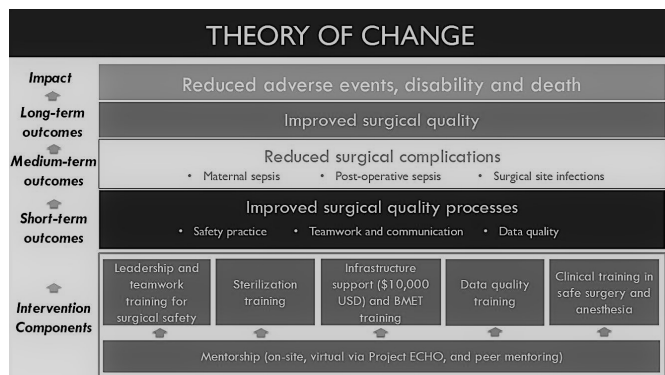 THEORY OF CHANGE
Impact
Reduced adverse events, disability and death
Long-term
outcomes
Improved surgical quality
Medium-term
outcomes
Reduced surgical complications
• Maternal sepsis • Post-operative sepsis • Surgical site infections
Short-term
outcomes
Improved surgical quality processes
• Safety practice • Teamwork and communication • Data quality
Intervention
Components
Leadership and
teamwork
training for
surgical safety
Sterilization
training
Infrastructure
support ($10,000
USD) and BMET
training
Data quality
training
Clinical training in
safe surgery and
anesthesia
Mentorship (on-site, virtual via Project ECHO, and peer mentoring)